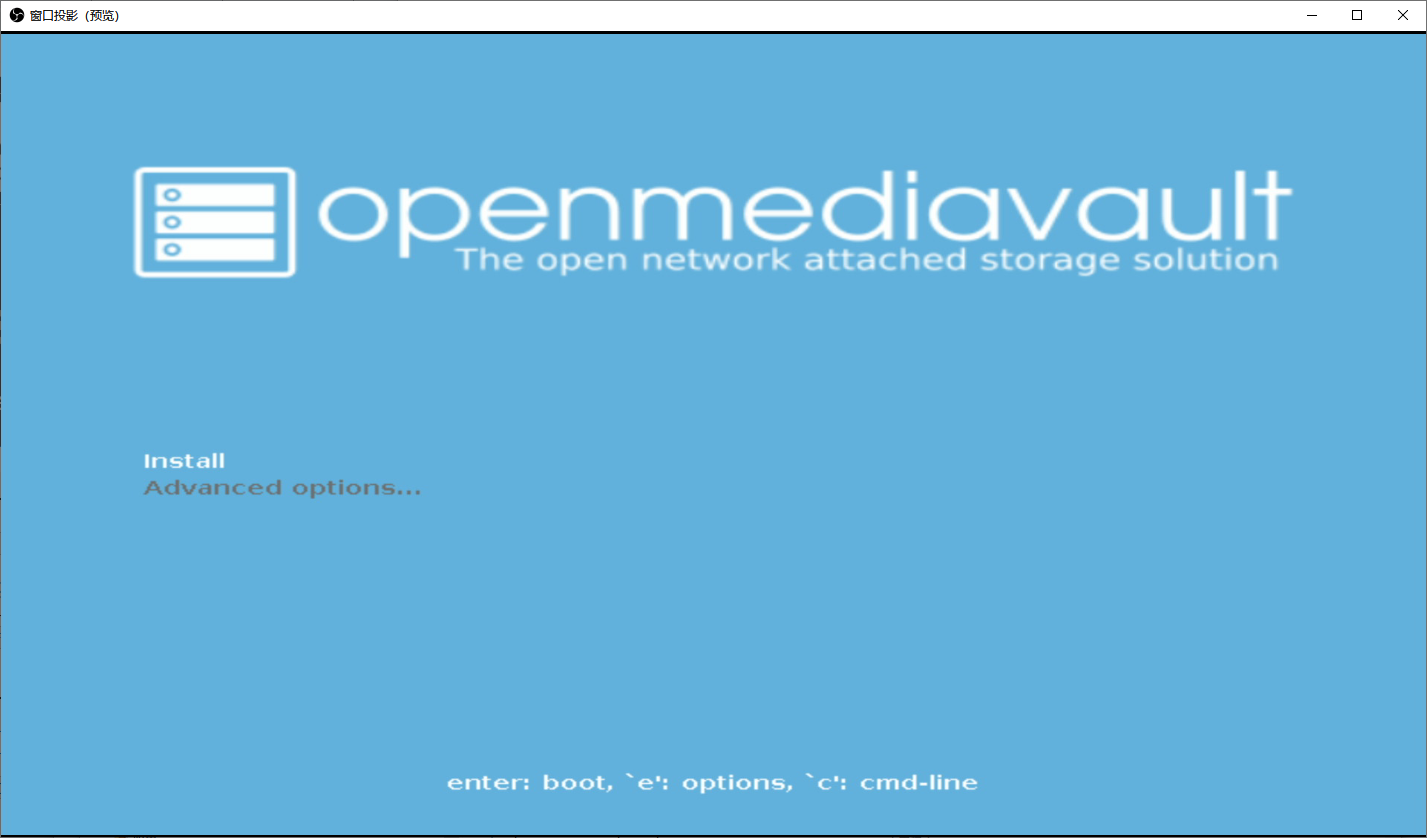 窗口投影 (预览)
openmediavault
The open network attached storage solution
Install
Advanced options...
enter: boot, `e': options, `c': cmd-line